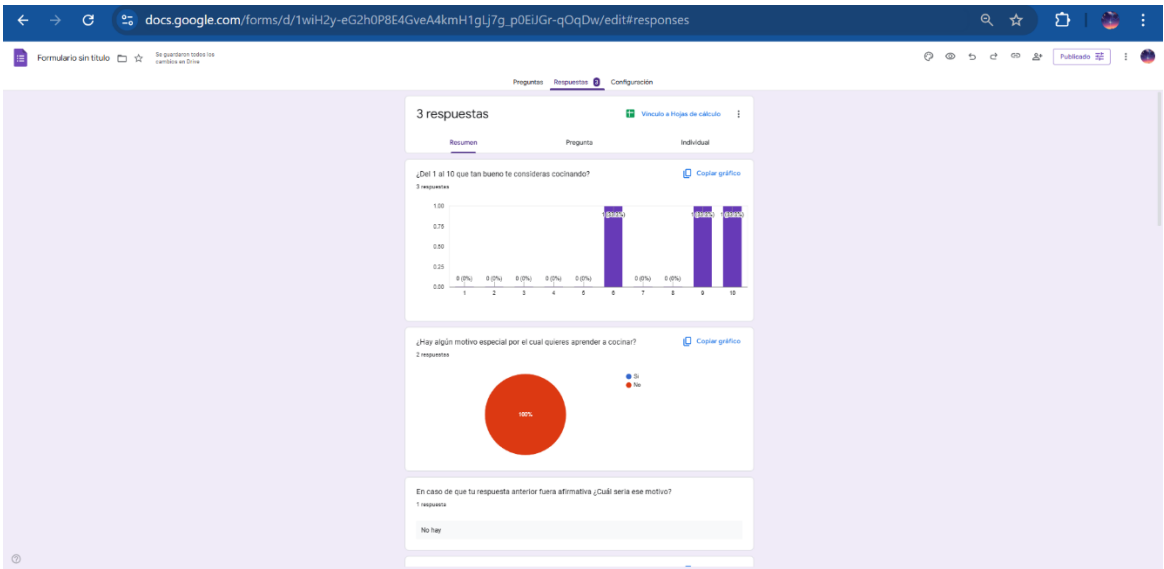 docs.google.com/forms/d/1wiH2y-eG2h0P8E4GveA4kmH1gLj7g_p0EiJGr-qOqDw/edit#responses
Formulario sin título
Se guardaron todos los
cambios en Drive
Publicado
Preguntas Respuestas 3 Configuración
3 respuestas
Vínculo a Hojas de cálculo
Resumen Pregunta Individual
¿Del 1 al 10 que tan bueno te consideras cocinando?
Copiar gráfico
3 respuestas
1.00
0.75
0.50
0.25
0.00
0 (0%) 0 (0%) 0 (0%) 0 (0%) 0 (0%) 0 (0%) 0 (0%)
1 2 3 4 5 6 7 8 9 10
¿Hay algún motivo especial por el cual quieres aprender a cocinar?
Copiar gráfico
2 respuestas
Si
No
100%
En caso de que tu respuesta anterior fuera afirmativa ¿Cuál seria ese motivo?
1 respuesta
No hay